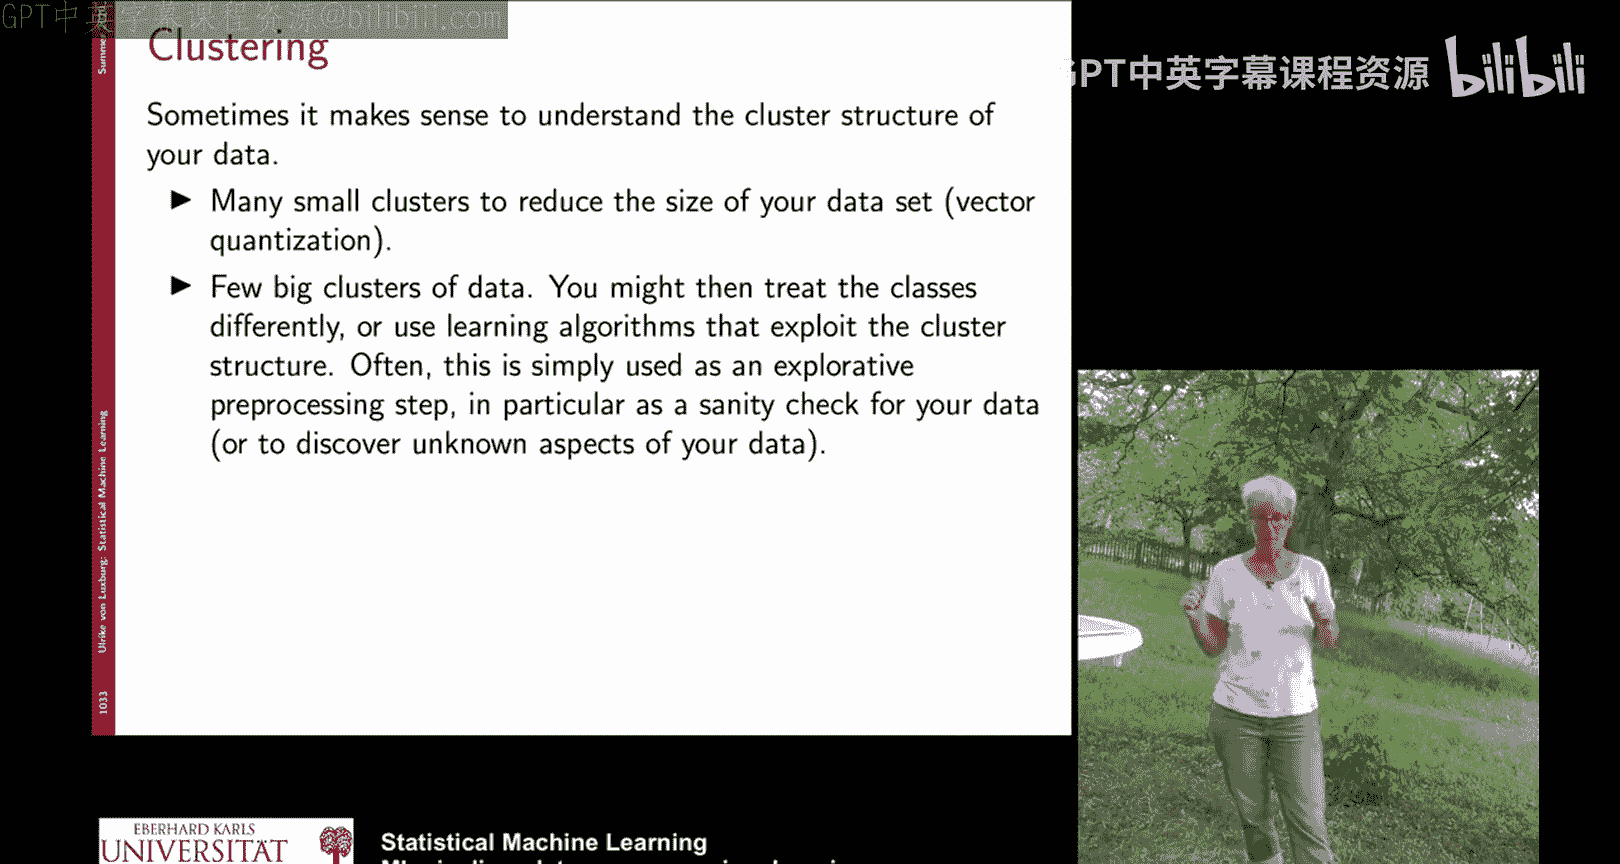 GPT中英字幕课程资源@bilibili.com
GPT中英字幕课程资源 bilibili
Clustering
Sometimes it makes sense to understand the cluster structure of
your data.
▶ Many small clusters to reduce the size of your data set (vector
quantization).
▶ Few big clusters of data. You might then treat the classes
differently, or use learning algorithms that exploit the cluster
structure. Often, this is simply used as an explorative
preprocessing step, in particular as a sanity check for your data
(or to discover unknown aspects of your data).
Ulrike von Luxburg: Statistical Machine Learning
1033
EBERHARD KARLS
UNIVERSITÄT
Statistical Machine Learning